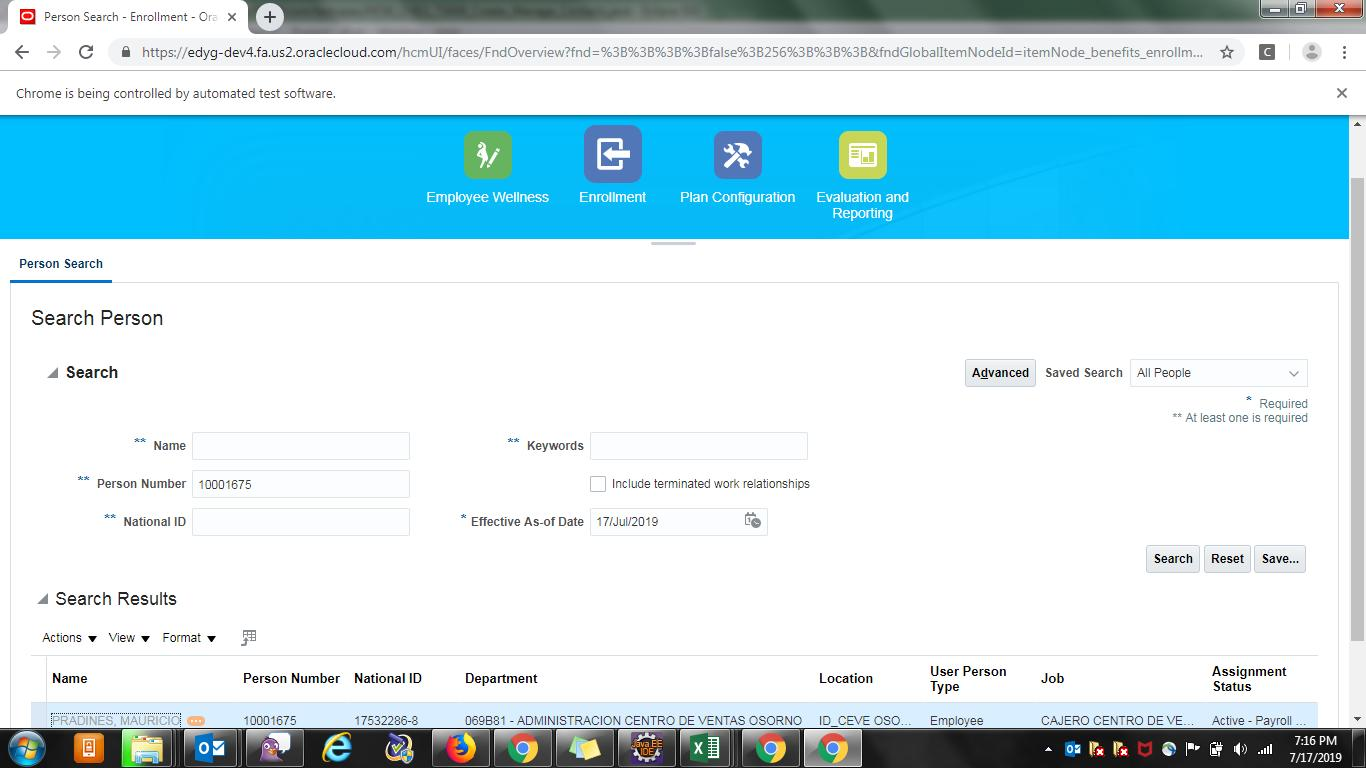 Person Search - Enrollment - Ora
https://edyg-dev4.fa.us2.oraclecloud.com/hcmUI/faces/FndOverview?fnd=%3B%3B%3B%3Bfalse%3B256%3B%3B%3B&fndGlobalItemNodeId=itemNode_benefits_enrollm...
C
Chrome is being controlled by automated test software.
Employee Wellness Enrollment Plan Configuration Evaluation and
Reporting
Person Search
Search Person
Search Advanced Saved Search All People
* Required
** At least one is required
** Name ** Keywords
** Person Number 10001675 Include terminated work relationships
** National ID * Effective As-of Date 17/Jul/2019
Search Reset Save...
Search Results
Actions View Format
Name Person Number National ID Department Location User Person Type Job Assignment Status
PRADINES, MAURICIO 10001675 17532286-8 069B81 - ADMINISTRACION CENTRO DE VENTAS OSORNO ID_CEVE OSO... Employee CAJERO CENTRO DE VE... Active - Payroll ...
Java EE
IDE
7:16 PM
7/17/2019